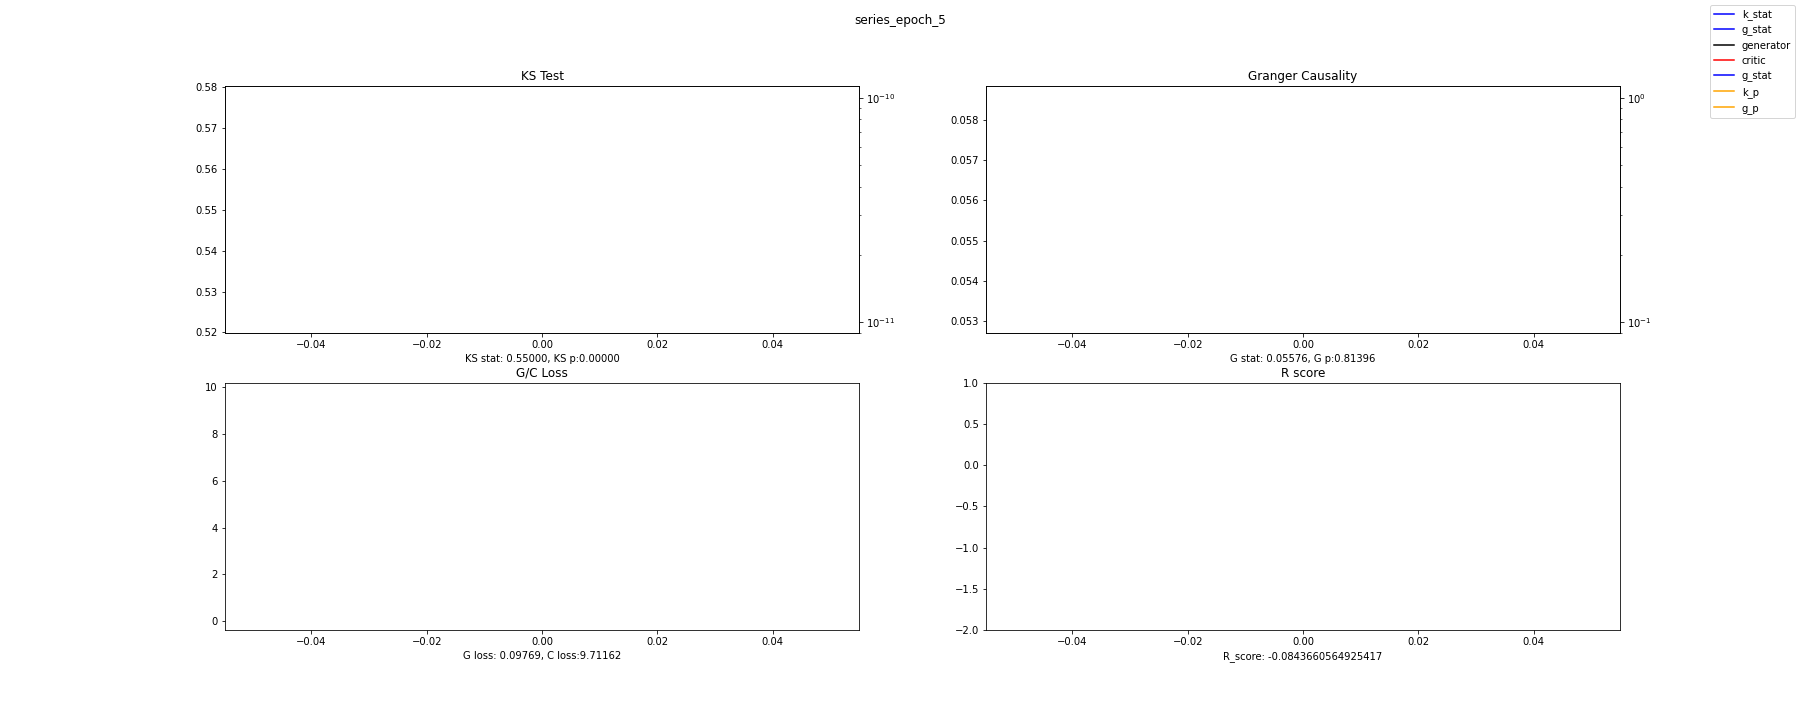 series_epoch_5
k_stat
g_stat
generator
critic
g_stat
k_p
g_p
KS Test
0.58
0.57
0.56
0.55
0.54
0.53
0.52
10⁻¹⁰
10⁻¹¹
−0.04 −0.02 0.00 0.02 0.04
KS stat: 0.55000, KS p:0.00000
Granger Causality
0.058
0.057
0.056
0.055
0.054
0.053
10⁰
10⁻¹
−0.04 −0.02 0.00 0.02 0.04
G stat: 0.05576, G p:0.81396
G/C Loss
10
8
6
4
2
0
−0.04 −0.02 0.00 0.02 0.04
G loss: 0.09769, C loss:9.71162
R score
1.0
0.5
0.0
−0.5
−1.0
−1.5
−2.0
−0.04 −0.02 0.00 0.02 0.04
R_score: -0.0843660564925417